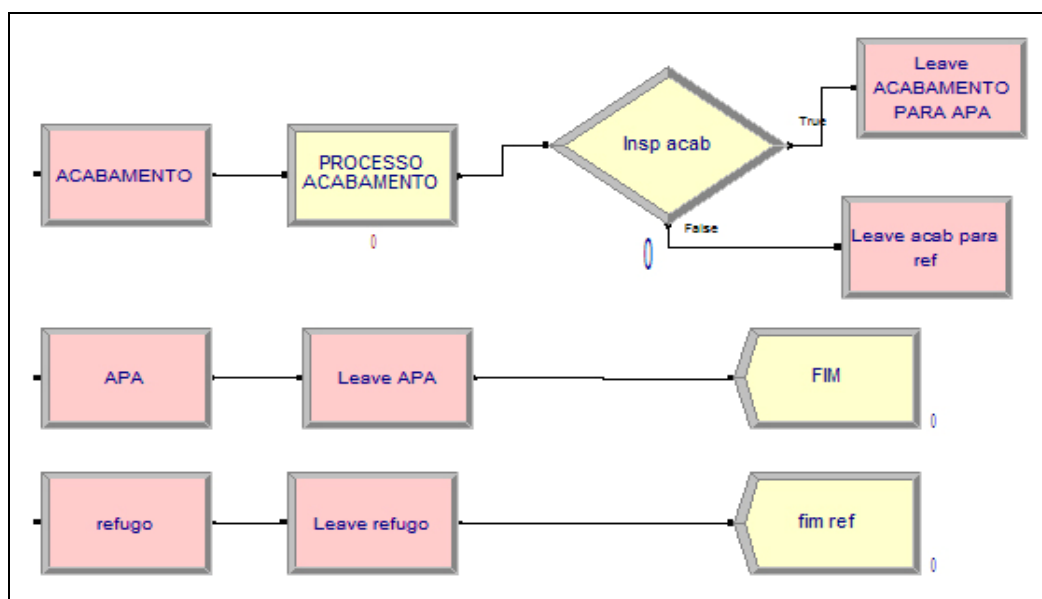 Leave
ACABAMENTO
PARA APA
True
Insp acab
ACABAMENTO
PROCESSO
ACABAMENTO
0
0
False
Leave acab para
ref
APA
Leave APA
FIM
0
refugo
Leave refugo
fim ref
0